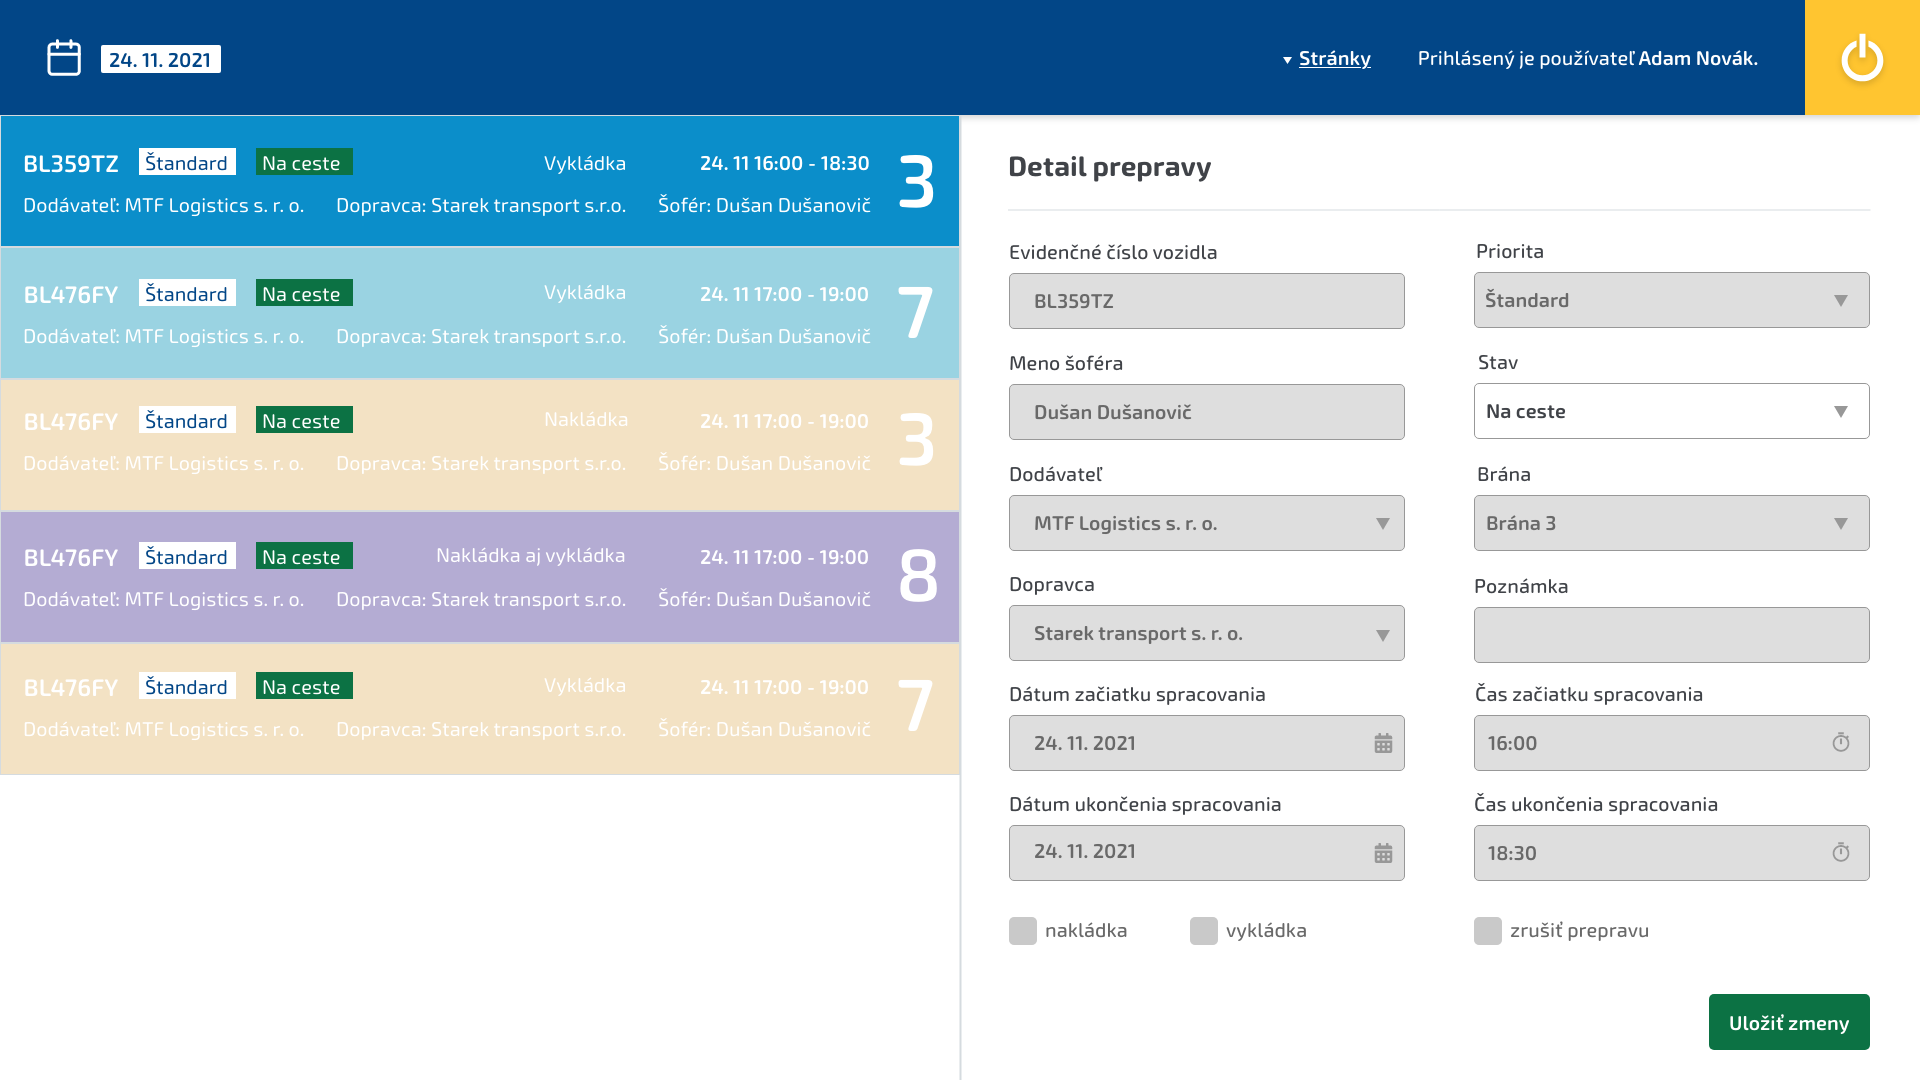 24. 11. 2021
▼ Stránky
Prihlásený je používateľ Adam Novák.
BL359TZ Štandard Na ceste Vykládka 24. 11 16:00 - 18:30 3
Dodávateľ: MTF Logistics s. r. o. Dopravca: Starek transport s.r.o. Šofér: Dušan Dušanovič
BL476FY Štandard Na ceste Vykládka 24. 11 17:00 - 19:00 7
Dodávateľ: MTF Logistics s. r. o. Dopravca: Starek transport s.r.o. Šofér: Dušan Dušanovič
BL476FY Štandard Na ceste Nakládka 24. 11 17:00 - 19:00 3
Dodávateľ: MTF Logistics s. r. o. Dopravca: Starek transport s.r.o. Šofér: Dušan Dušanovič
BL476FY Štandard Na ceste Nakládka aj vykládka 24. 11 17:00 - 19:00 8
Dodávateľ: MTF Logistics s. r. o. Dopravca: Starek transport s.r.o. Šofér: Dušan Dušanovič
BL476FY Štandard Na ceste Vykládka 24. 11 17:00 - 19:00 7
Dodávateľ: MTF Logistics s. r. o. Dopravca: Starek transport s.r.o. Šofér: Dušan Dušanovič
Detail prepravy
Evidenčné číslo vozidla
BL359TZ
Priorita
Štandard
Meno šoféra
Dušan Dušanovič
Stav
Na ceste
Dodávateľ
MTF Logistics s. r. o.
Brána
Brána 3
Dopravca
Starek transport s. r. o.
Poznámka
Dátum začiatku spracovania
24. 11. 2021
Čas začiatku spracovania
16:00
Dátum ukončenia spracovania
24. 11. 2021
Čas ukončenia spracovania
18:30
nakládka
vykládka
zrušiť prepravu
Uložiť zmeny